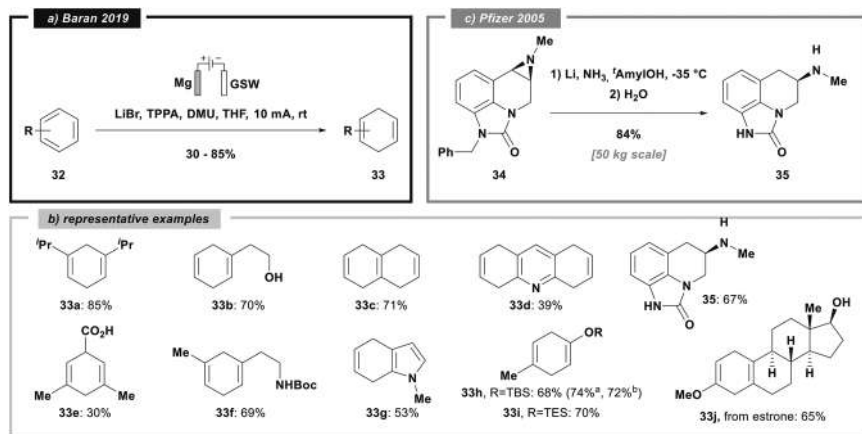 a) Baran 2019
+ −
Mg
GSW
R
LiBr, TPPA, DMU, THF, 10 mA, rt
R
30 - 85%
32
33
c) Pfizer 2005
Me
N
N
N
O
Ph
34
1) Li, NH₃, ᵗAmylOH, -35 °C
2) H₂O
84%
[50 kg scale]
H
N
Me
N
HN
O
35
b) representative examples
ⁱPr
ⁱPr
33a: 85%
OH
33b: 70%
33c: 71%
N
33d: 39%
H
N
Me
N
HN
O
35: 67%
CO₂H
Me
Me
33e: 30%
Me
NHBoc
33f: 69%
N
Me
33g: 53%
OR
Me
33h, R=TBS: 68% (74%ᵃ, 72%ᵇ)
33i, R=TES: 70%
Me
OH
H
H
H
MeO
33j, from estrone: 65%